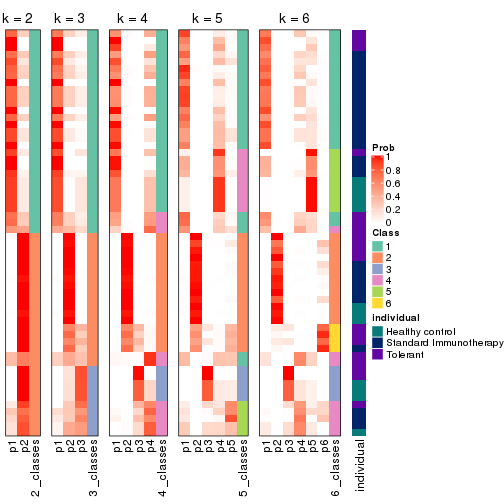 k = 2 k = 3 k = 4 k = 5 k = 6
Prob
1
0.8
0.6
0.4
0.2
0
Class
1
2
3
4
5
6
individual
Healthy control
Standard Immunotherapy
Tolerant
p1 p2 2_classes p1 p2 p3 3_classes p1 p2 p3 p4 4_classes p1 p2 p3 p4 p5 5_classes p1 p2 p3 p4 p5 p6 6_classes individual